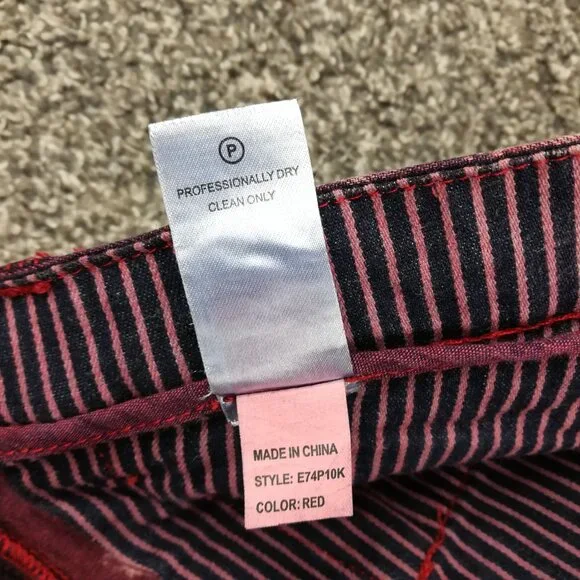 P
PROFESSIONALLY DRY
CLEAN ONLY
MADE IN CHINA
STYLE: E74P10K
COLOR: RED